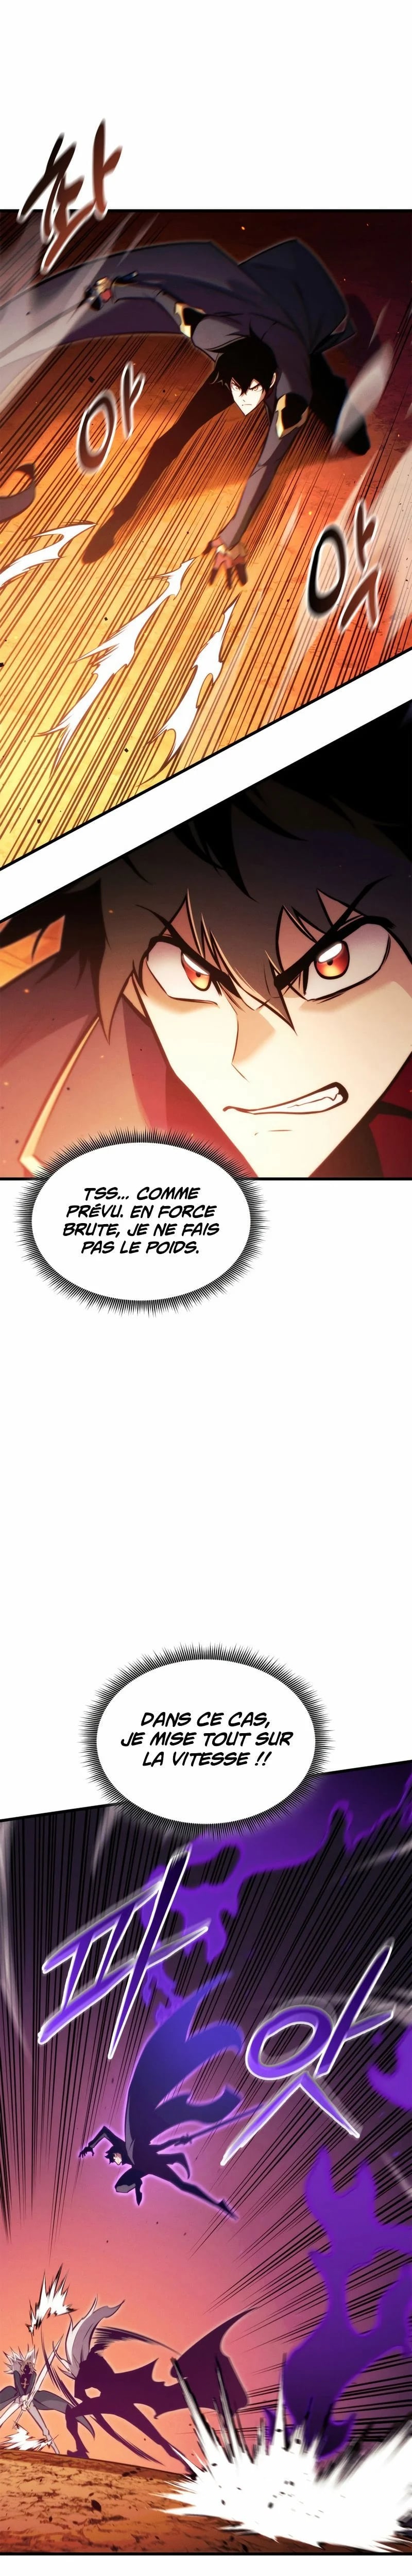 촤
아
악
TSS... COMME
PRÉVU. EN FORCE
BRUTE, JE NE FAIS
PAS LE POIDS.
DANS CE CAS,
JE MISE TOUT SUR
LA VITESSE !!
파
앗